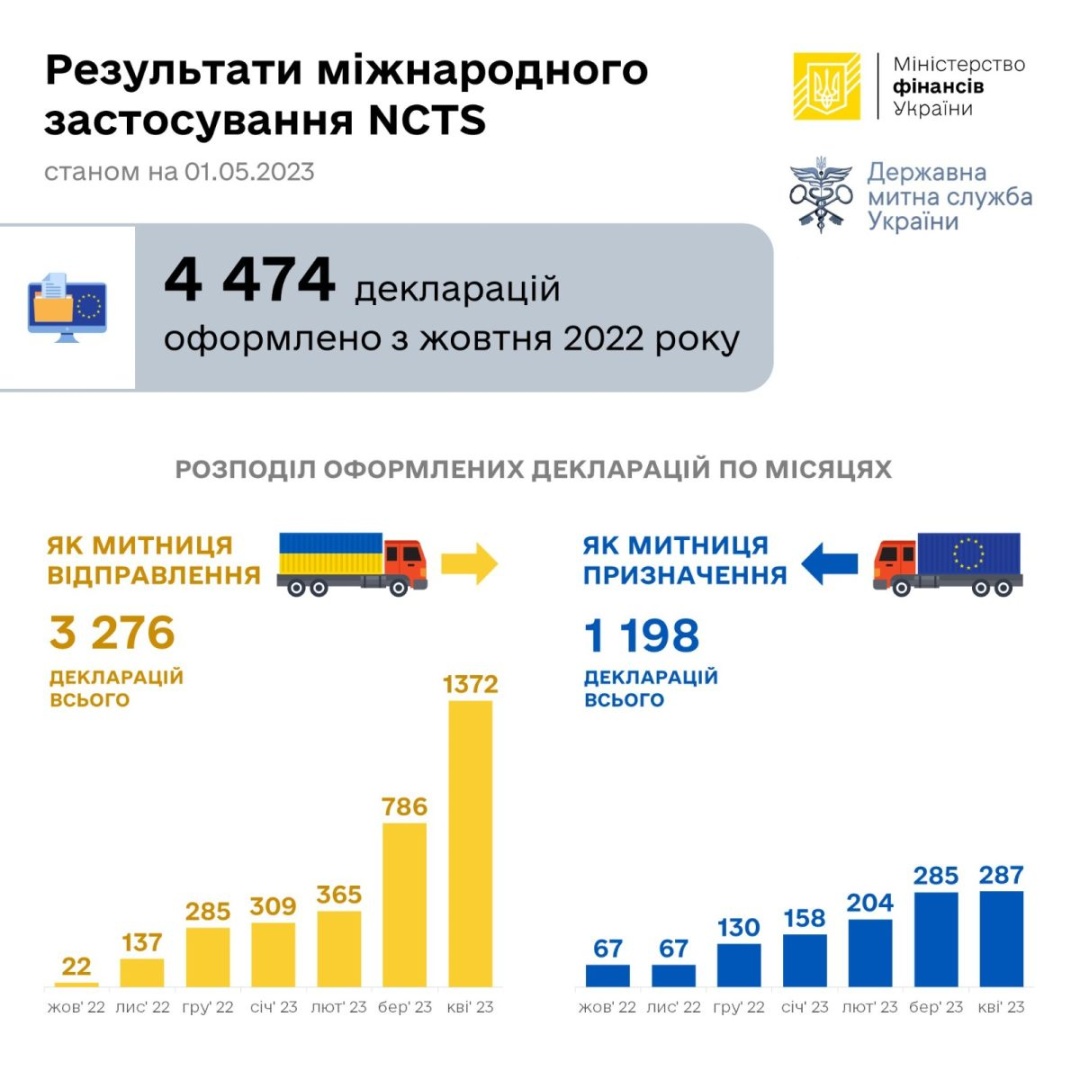 Результати міжнародного
застосування NCTS
станом на 01.05.2023
Міністерство
фінансів
України
Державна
митна служба
України
4 474 декларацій
оформлено з жовтня 2022 року
РОЗПОДІЛ ОФОРМЛЕНИХ ДЕКЛАРАЦІЙ ПО МІСЯЦЯХ
ЯК МИТНИЦЯ
ВІДПРАВЛЕННЯ
3 276
ДЕКЛАРАЦІЙ
ВСЬОГО
22
137
285
309
365
786
1372
жов' 22 лис' 22 гру' 22 січ' 23 лют' 23 бер' 23 кві' 23
ЯК МИТНИЦЯ
ПРИЗНАЧЕННЯ
1 198
ДЕКЛАРАЦІЙ
ВСЬОГО
67
67
130
158
204
285
287
жов' 22 лис' 22 гру' 22 січ' 23 лют' 23 бер' 23 кві' 23